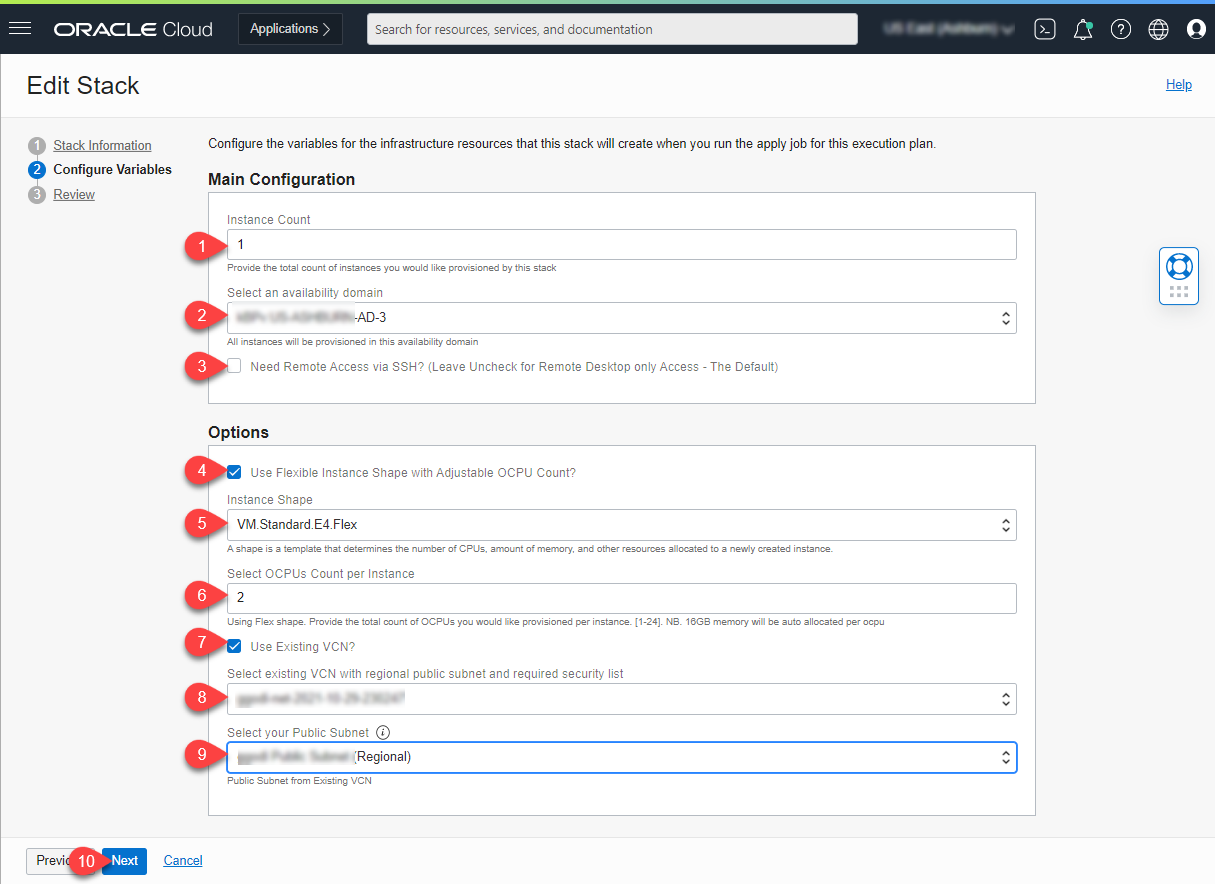 ORACLE Cloud Applications > Search for resources, services, and documentation
Edit Stack
Help
1 Stack Information
2 Configure Variables
3 Review
Configure the variables for the infrastructure resources that this stack will create when you run the apply job for this execution plan.
Main Configuration
Instance Count
1 1
Provide the total count of instances you would like provisioned by this stack
Select an availability domain
2 -AD-3
All instances will be provisioned in this availability domain
3 Need Remote Access via SSH? (Leave Uncheck for Remote Desktop only Access - The Default)
Options
4 Use Flexible Instance Shape with Adjustable OCPU Count?
Instance Shape
5 VM.Standard.E4.Flex
A shape is a template that determines the number of CPUs, amount of memory, and other resources allocated to a newly created instance.
Select OCPUs Count per Instance
6 2
Using Flex shape. Provide the total count of OCPUs you would like provisioned per instance. [1-24]. NB. 16GB memory will be auto allocated per ocpu
7 Use Existing VCN?
Select existing VCN with regional public subnet and required security list
8
Select your Public Subnet
9 (Regional)
Public Subnet from Existing VCN
10 Next Cancel